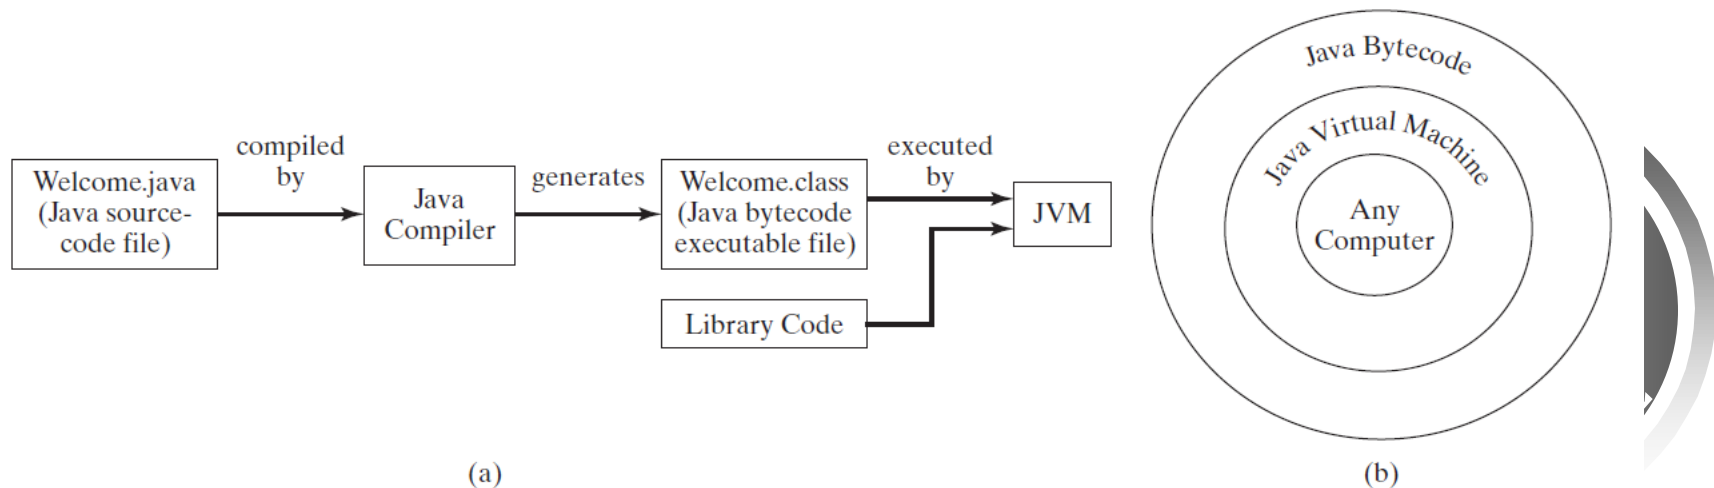 Welcome.java
(Java source-
code file)
compiled
by
Java
Compiler
generates
Welcome.class
(Java bytecode
executable file)
executed
by
JVM
Library Code
(a)
Java Bytecode
Java Virtual Machine
Any
Computer
(b)